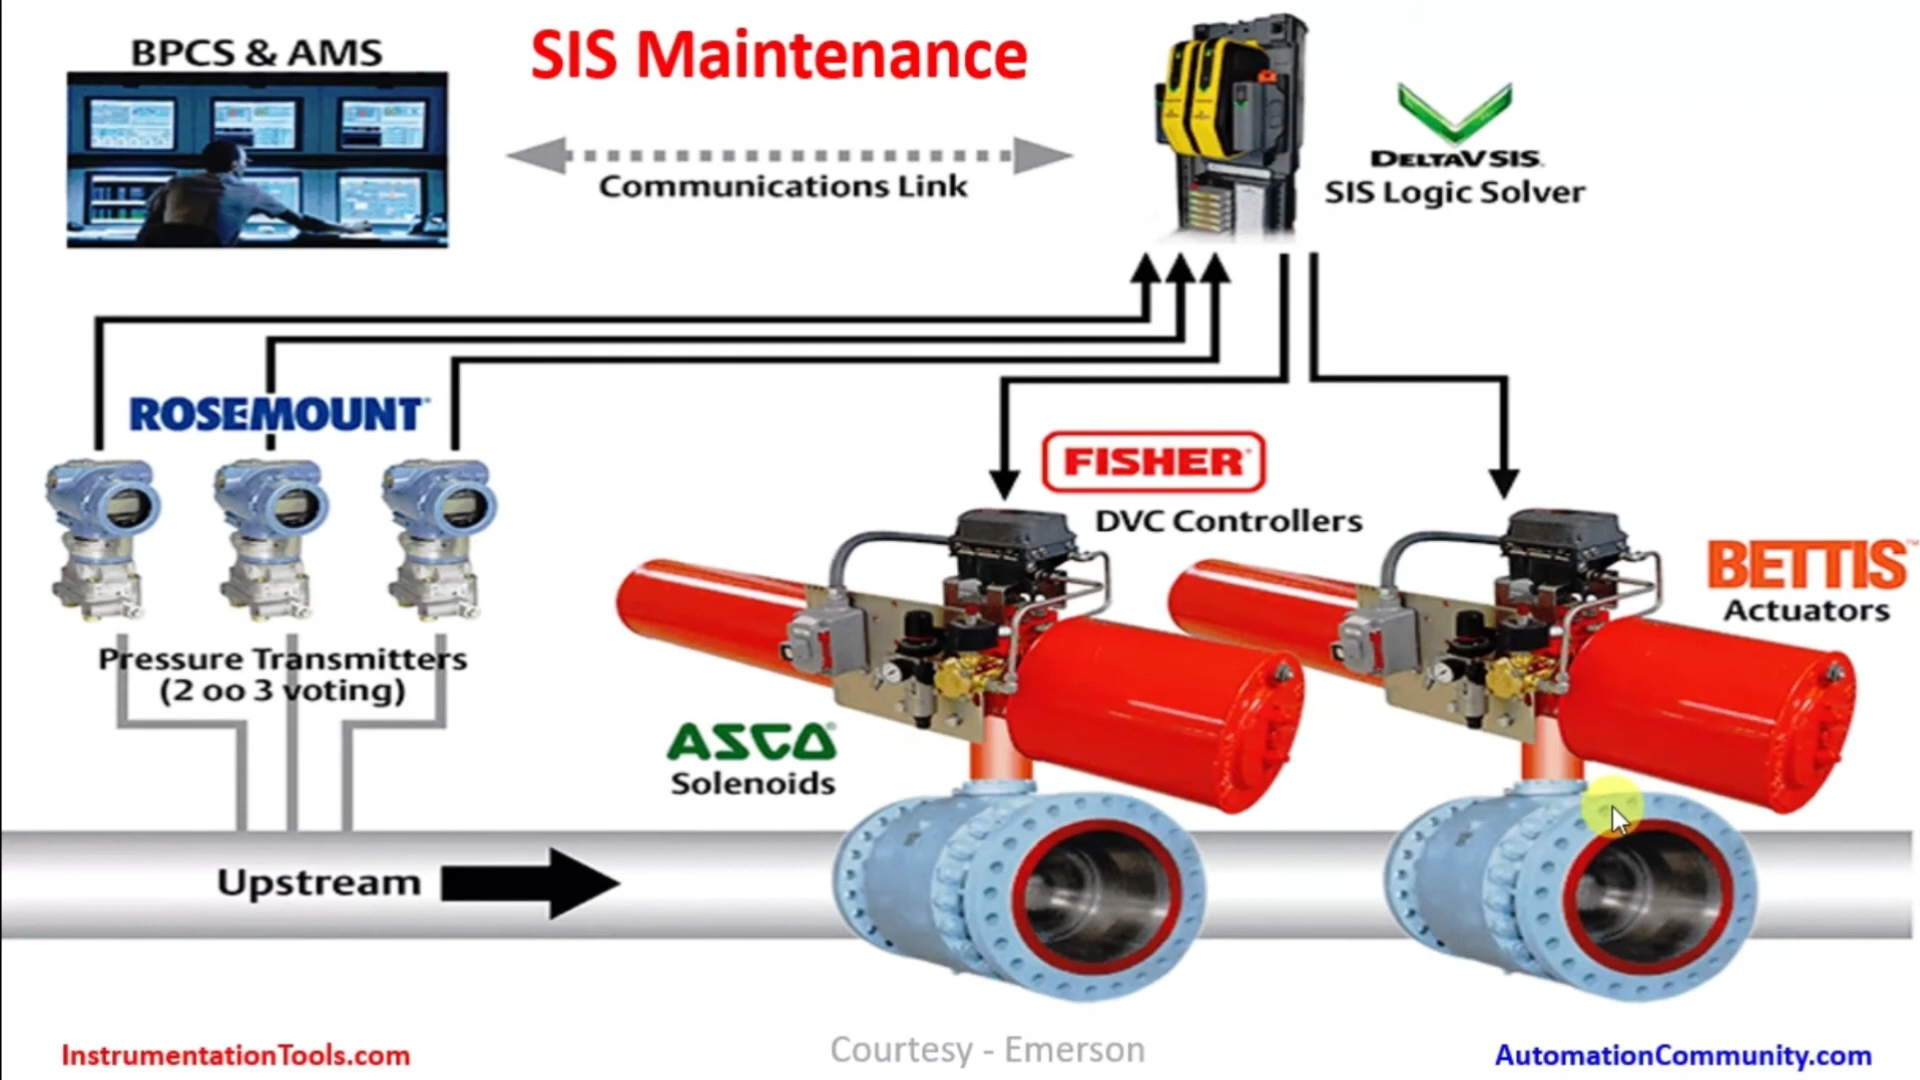 BPCS & AMS
SIS Maintenance
Communications Link
DELTAV SIS
SIS Logic Solver
ROSEMOUNT
FISHER
DVC Controllers
BETTIS™
Actuators
Pressure Transmitters
(2 oo 3 voting)
ASCO
Solenoids
Upstream
InstrumentationTools.com
Courtesy - Emerson
AutomationCommunity.com